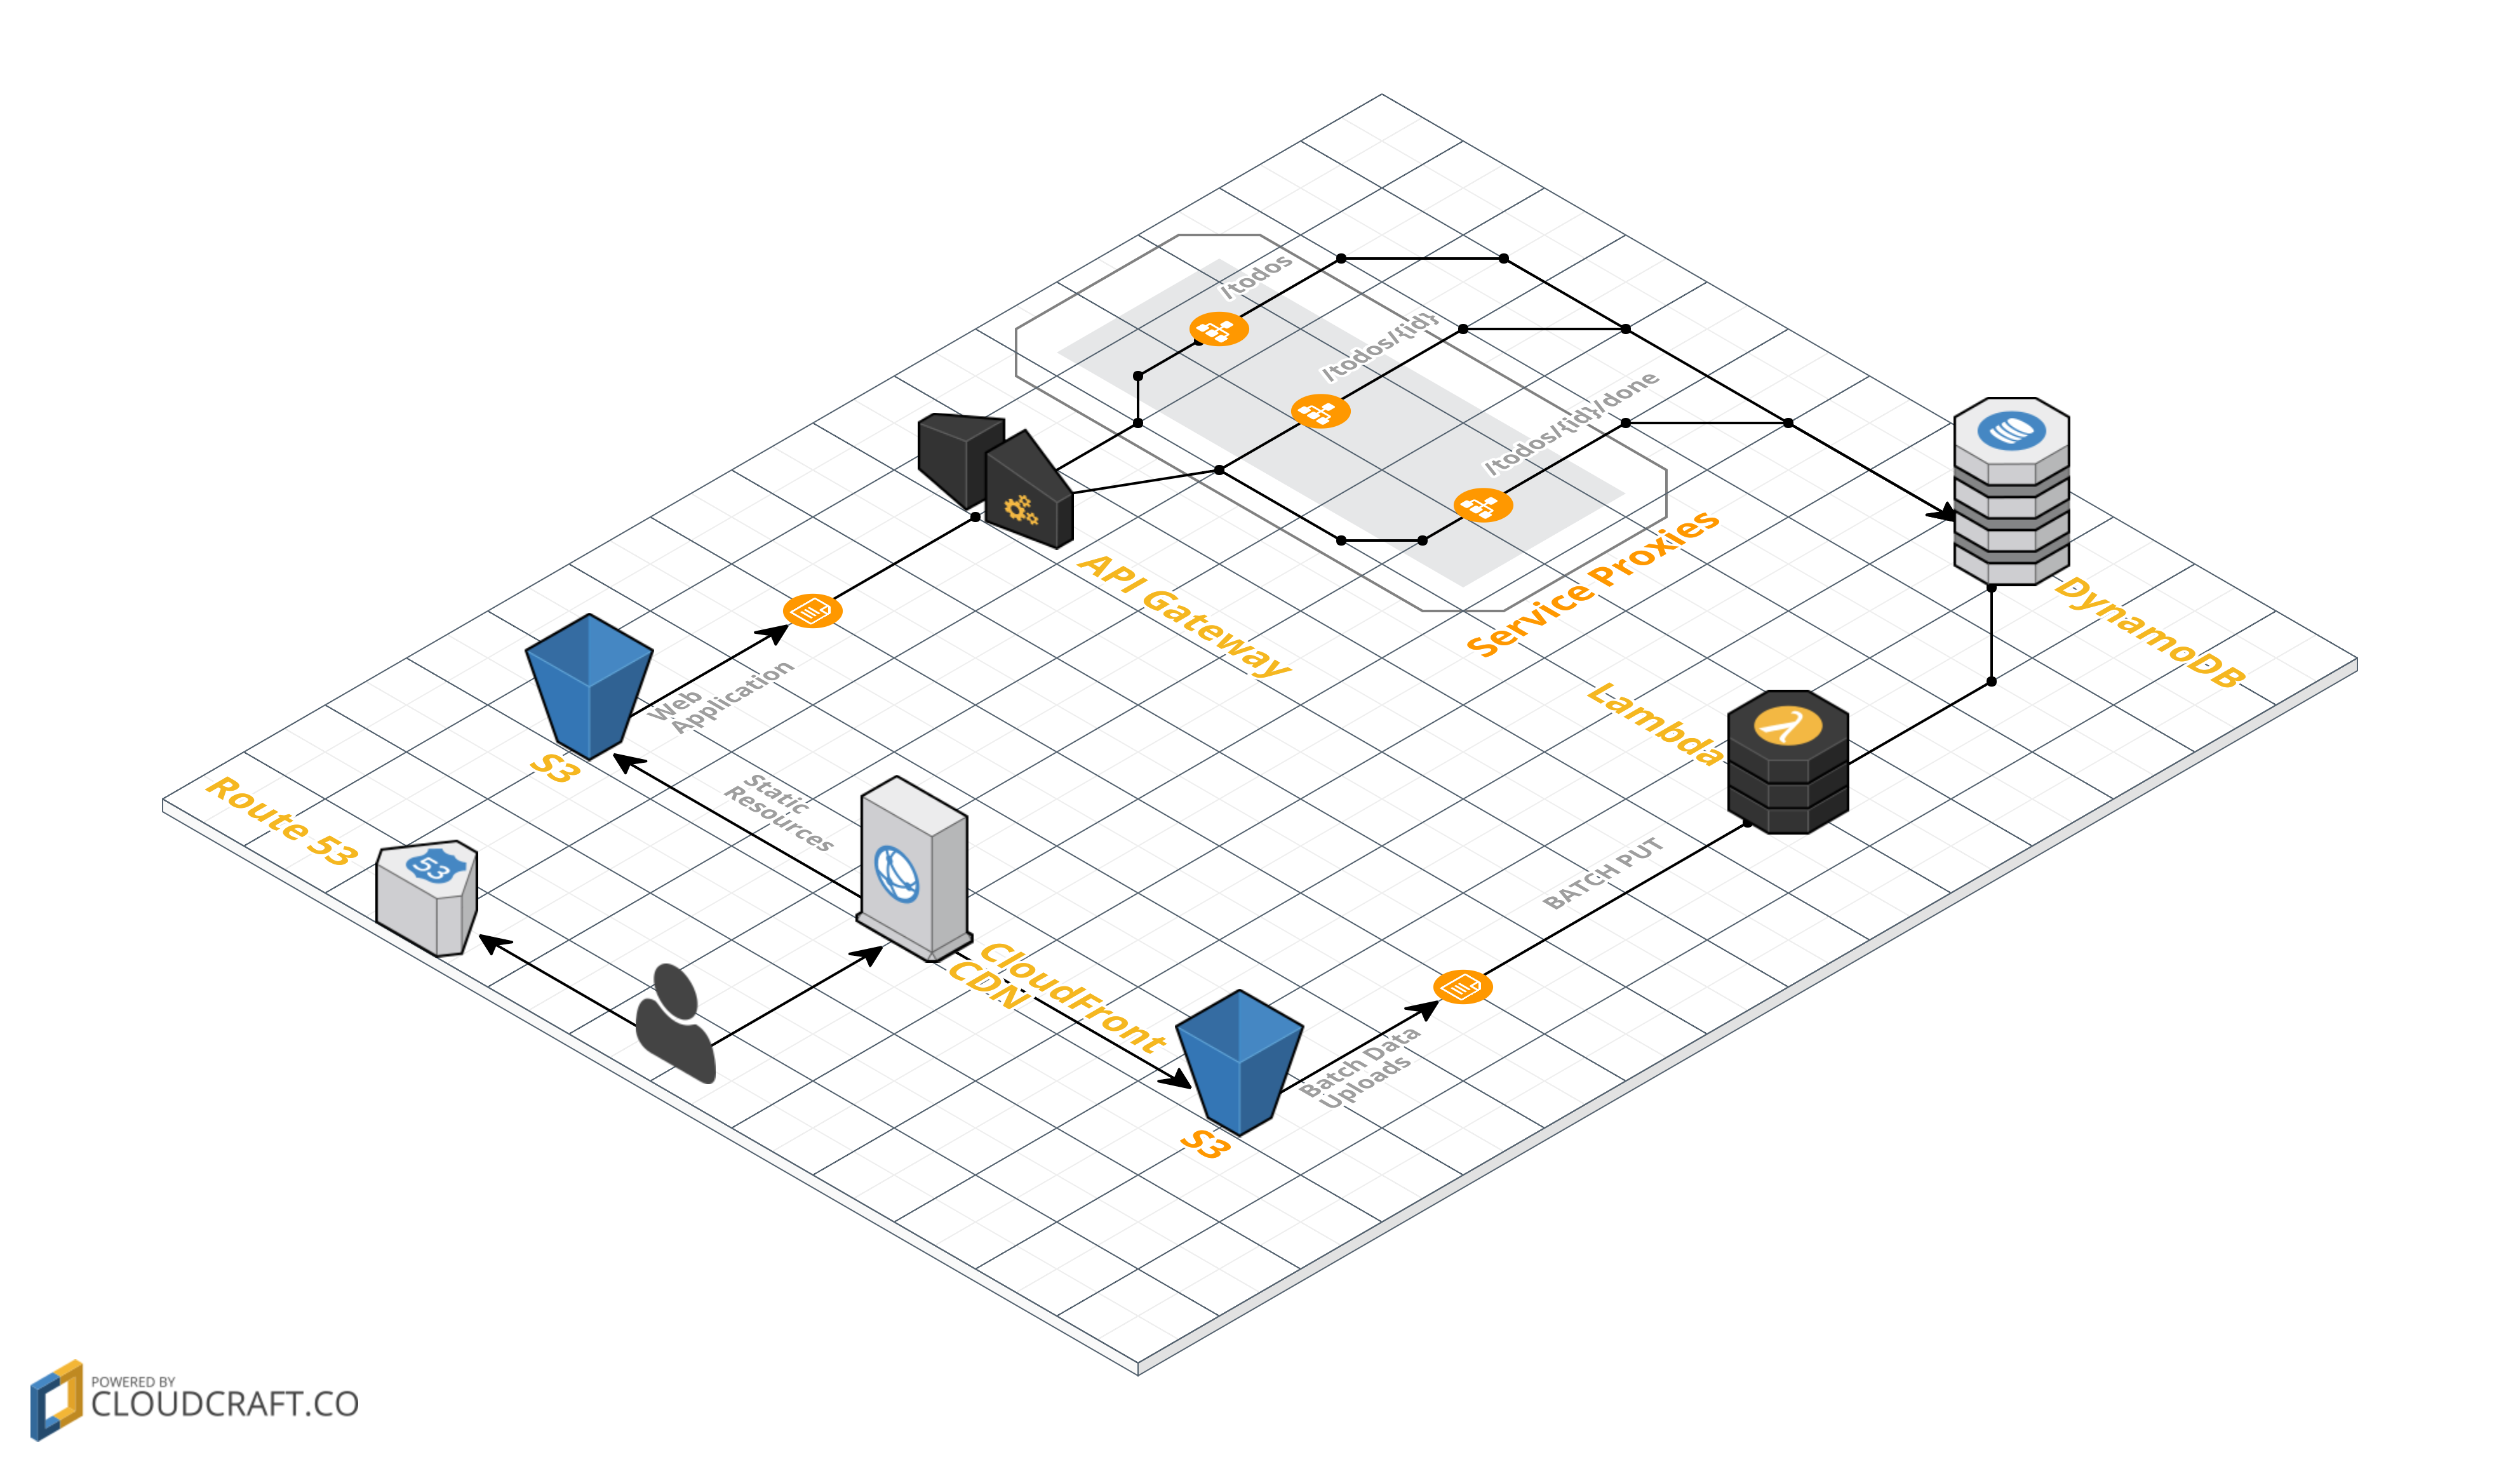 /todos
/todos/{id}
/todos/{id}/done
API Gateway
Service Proxies
DynamoDB
Lambda
Web
Application
S3
Route 53
53
Static
Resources
CloudFront
CDN
BATCH PUT
Batch Data
Uploads
S3
POWERED BY
CLOUDCRAFT.CO